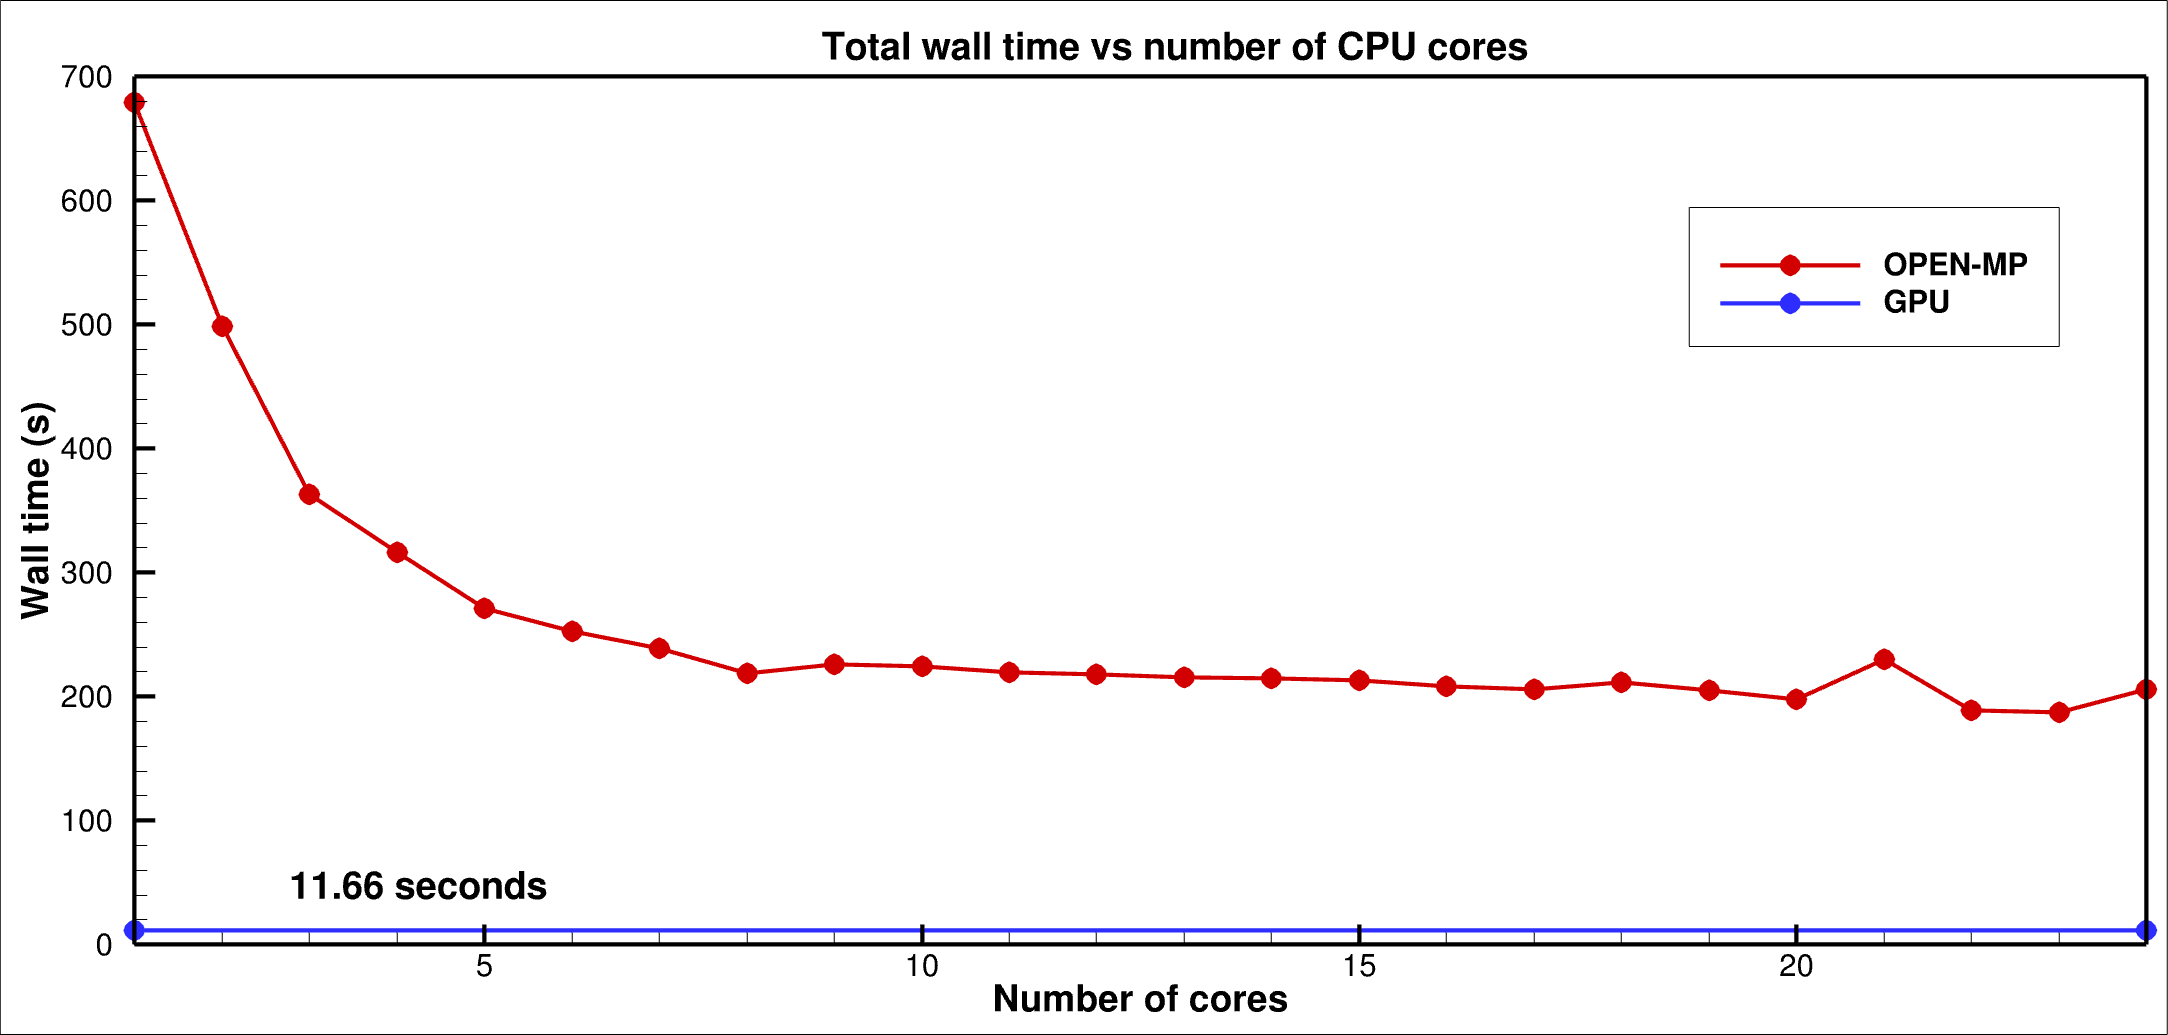 Total wall time vs number of CPU cores
700
600
500
400
300
200
100
0
Wall time (s)
OPEN-MP
GPU
11.66 seconds
5 10 15 20
Number of cores